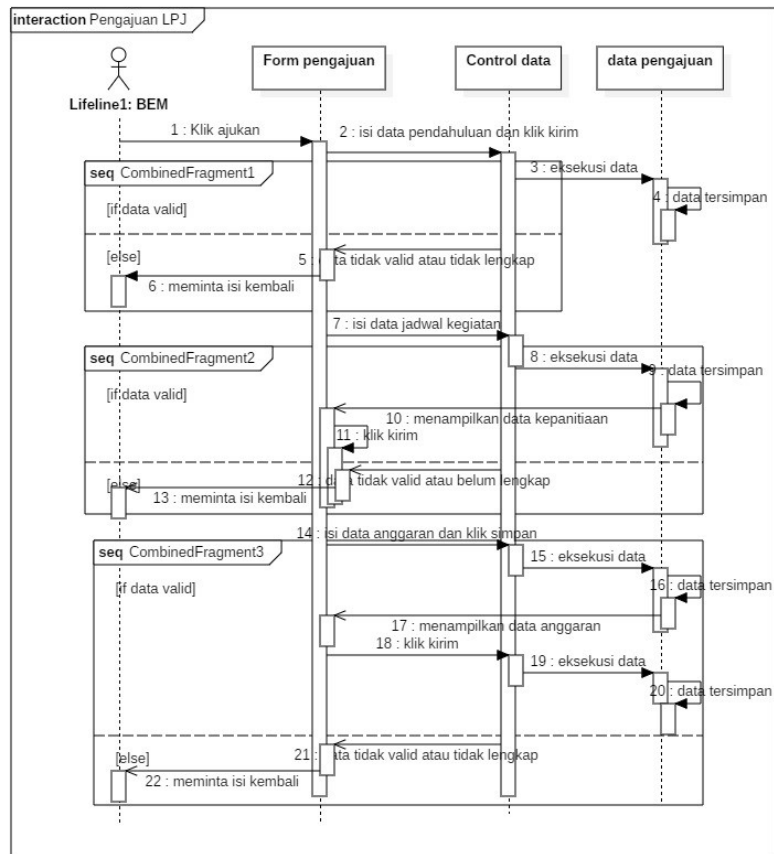 interaction Pengajuan LPJ
Form pengajuan
Control data
data pengajuan
Lifeline1: BEM
1 : Klik ajukan
2 : isi data pendahuluan dan klik kirim
seq CombinedFragment1
3 : eksekusi data
[if data valid]
4 : data tersimpan
[else]
5 : data tidak valid atau tidak lengkap
6 : meminta isi kembali
7 : isi data jadwal kegiatan
seq CombinedFragment2
8 : eksekusi data
9 : data tersimpan
[if data valid]
10 : menampilkan data kepanitiaan
11 : klik kirim
[else]
12 : data tidak valid atau belum lengkap
13 : meminta isi kembali
14 : isi data anggaran dan klik simpan
seq CombinedFragment3
15 : eksekusi data
[if data valid]
16 : data tersimpan
17 : menampilkan data anggaran
18 : klik kirim
19 : eksekusi data
20 : data tersimpan
[else]
21 : data tidak valid atau tidak lengkap
22 : meminta isi kembali